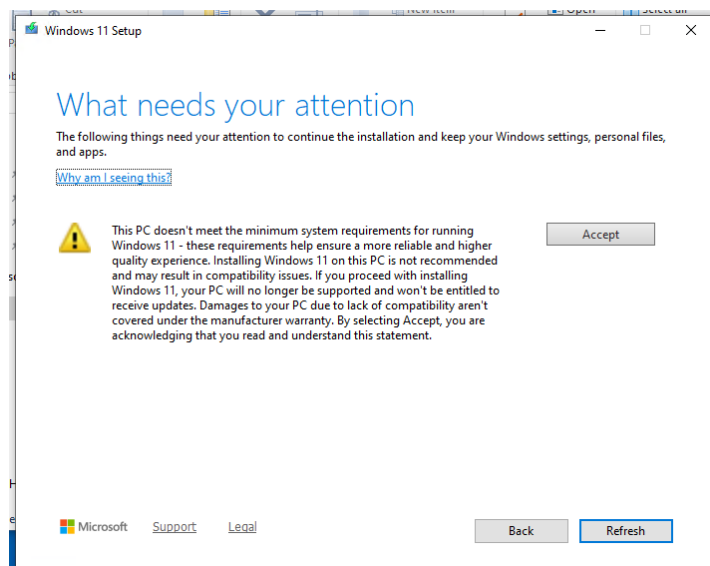 Cut
New item
Open
Select all
Windows 11 Setup
What needs your attention
The following things need your attention to continue the installation and keep your Windows settings, personal files,
and apps.
Why am I seeing this?
This PC doesn't meet the minimum system requirements for running
Windows 11 - these requirements help ensure a more reliable and higher
quality experience. Installing Windows 11 on this PC is not recommended
and may result in compatibility issues. If you proceed with installing
Windows 11, your PC will no longer be supported and won't be entitled to
receive updates. Damages to your PC due to lack of compatibility aren't
covered under the manufacturer warranty. By selecting Accept, you are
acknowledging that you read and understand this statement.
Accept
Microsoft
Support
Legal
Back
Refresh